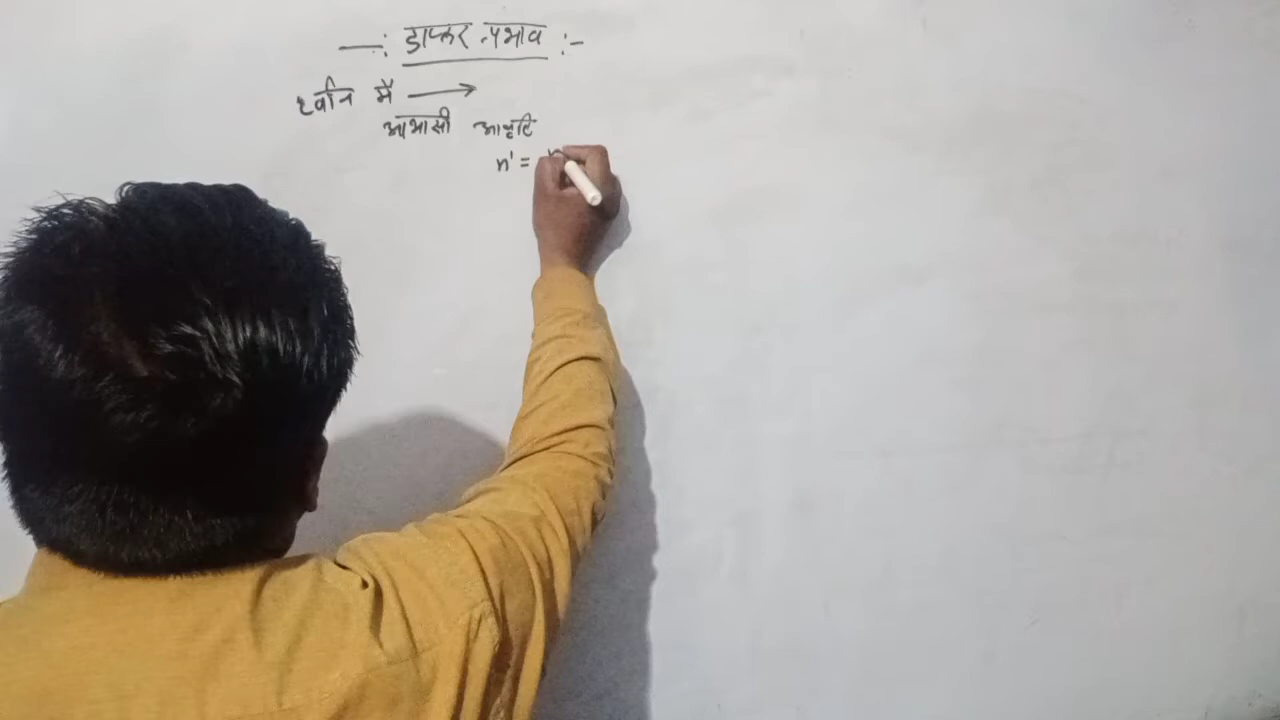 —: डाप्लर प्रभाव :-
ध्वनि में →
आभासी आवृति
n' =